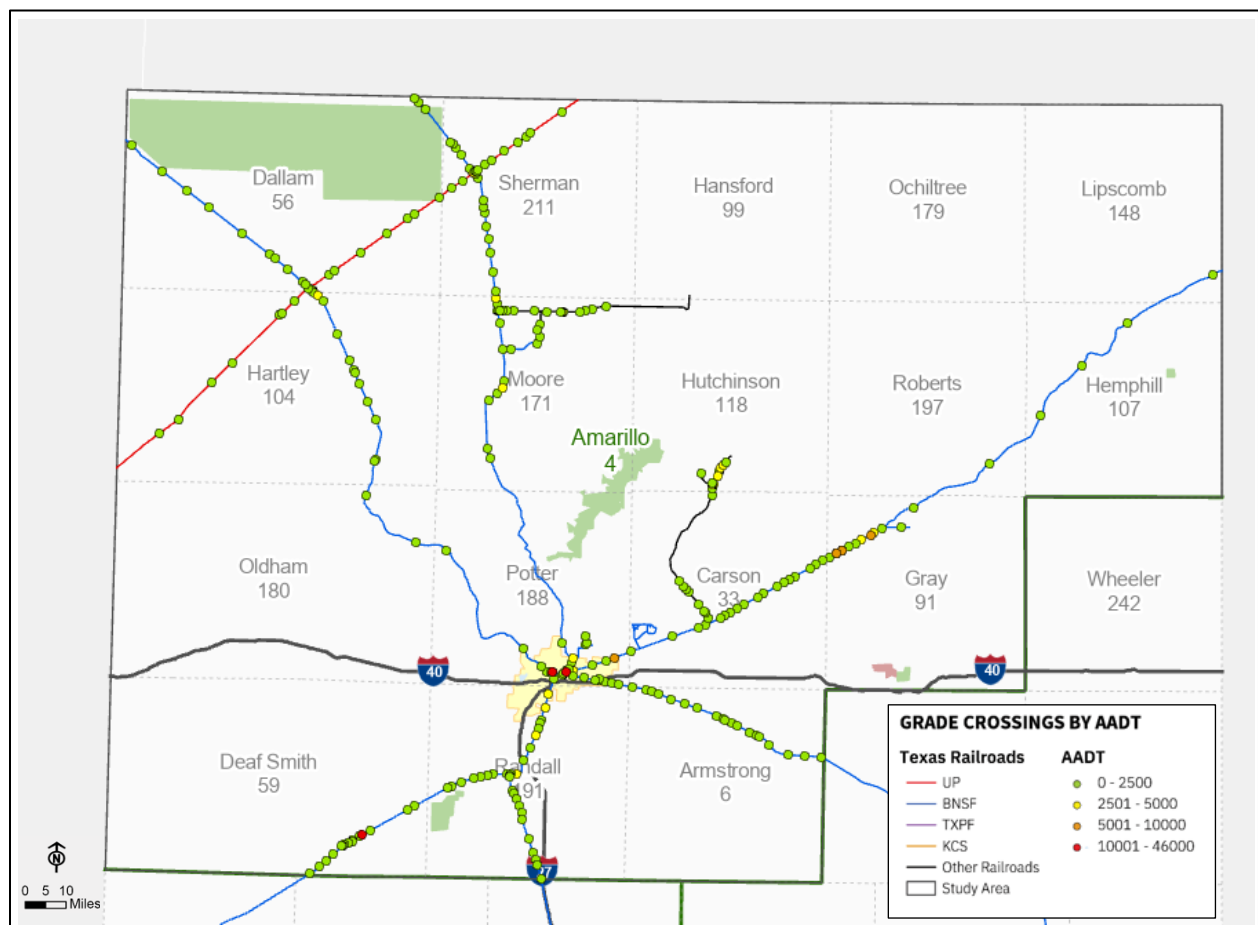 Dallam
56
Sherman
211
Hansford
99
Ochiltree
179
Lipscomb
148
Hartley
104
Moore
171
Hutchinson
118
Roberts
197
Hemphill
107
Amarillo
4
Oldham
180
Potter
188
Carson
33
Gray
91
Wheeler
242
40
40
Deaf Smith
59
Randall
191
Armstrong
6
27
N
0 5 10
Miles
GRADE CROSSINGS BY AADT
Texas Railroads
UP
BNSF
TXPF
KCS
Other Railroads
Study Area
AADT
0 - 2500
2501 - 5000
5001 - 10000
10001 - 46000